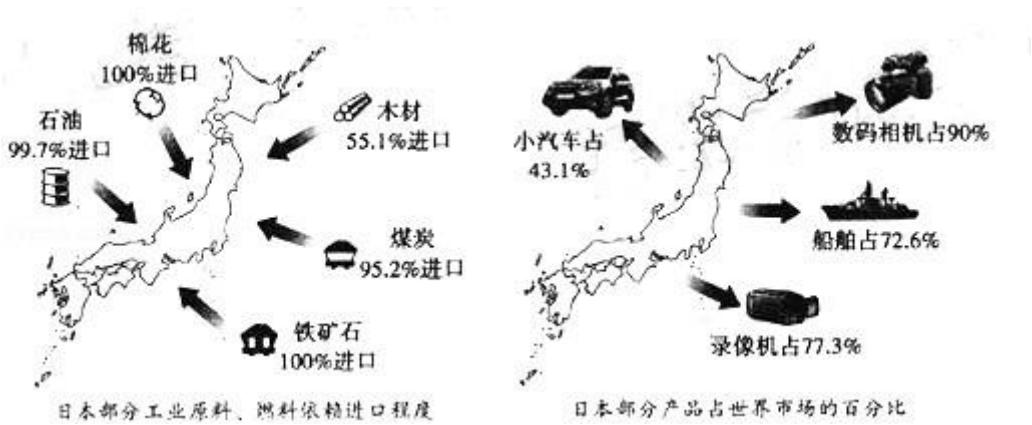 棉花
100%进口
石油
99.7%进口
木材
55.1%进口
煤炭
95.2%进口
铁矿石
100%进口
日本部分工业原料、燃料依赖进口程度
小汽车占
43.1%
数码相机占90%
船舶占72.6%
录像机占77.3%
日本部分产品占世界市场的百分比